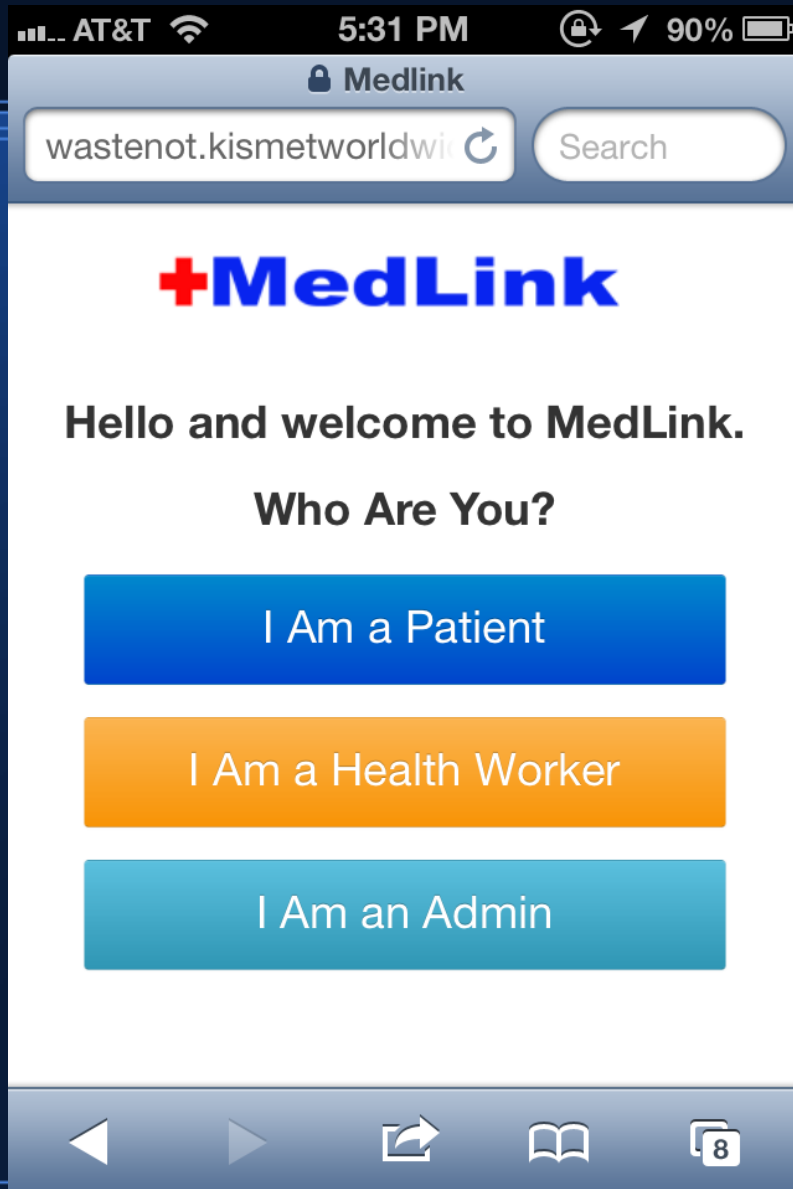 AT&T 5:31 PM 90%
Medlink
wastenot.kismetworldwi Search
MedLink
Hello and welcome to MedLink.
Who Are You?
I Am a Patient
I Am a Health Worker
I Am an Admin
8